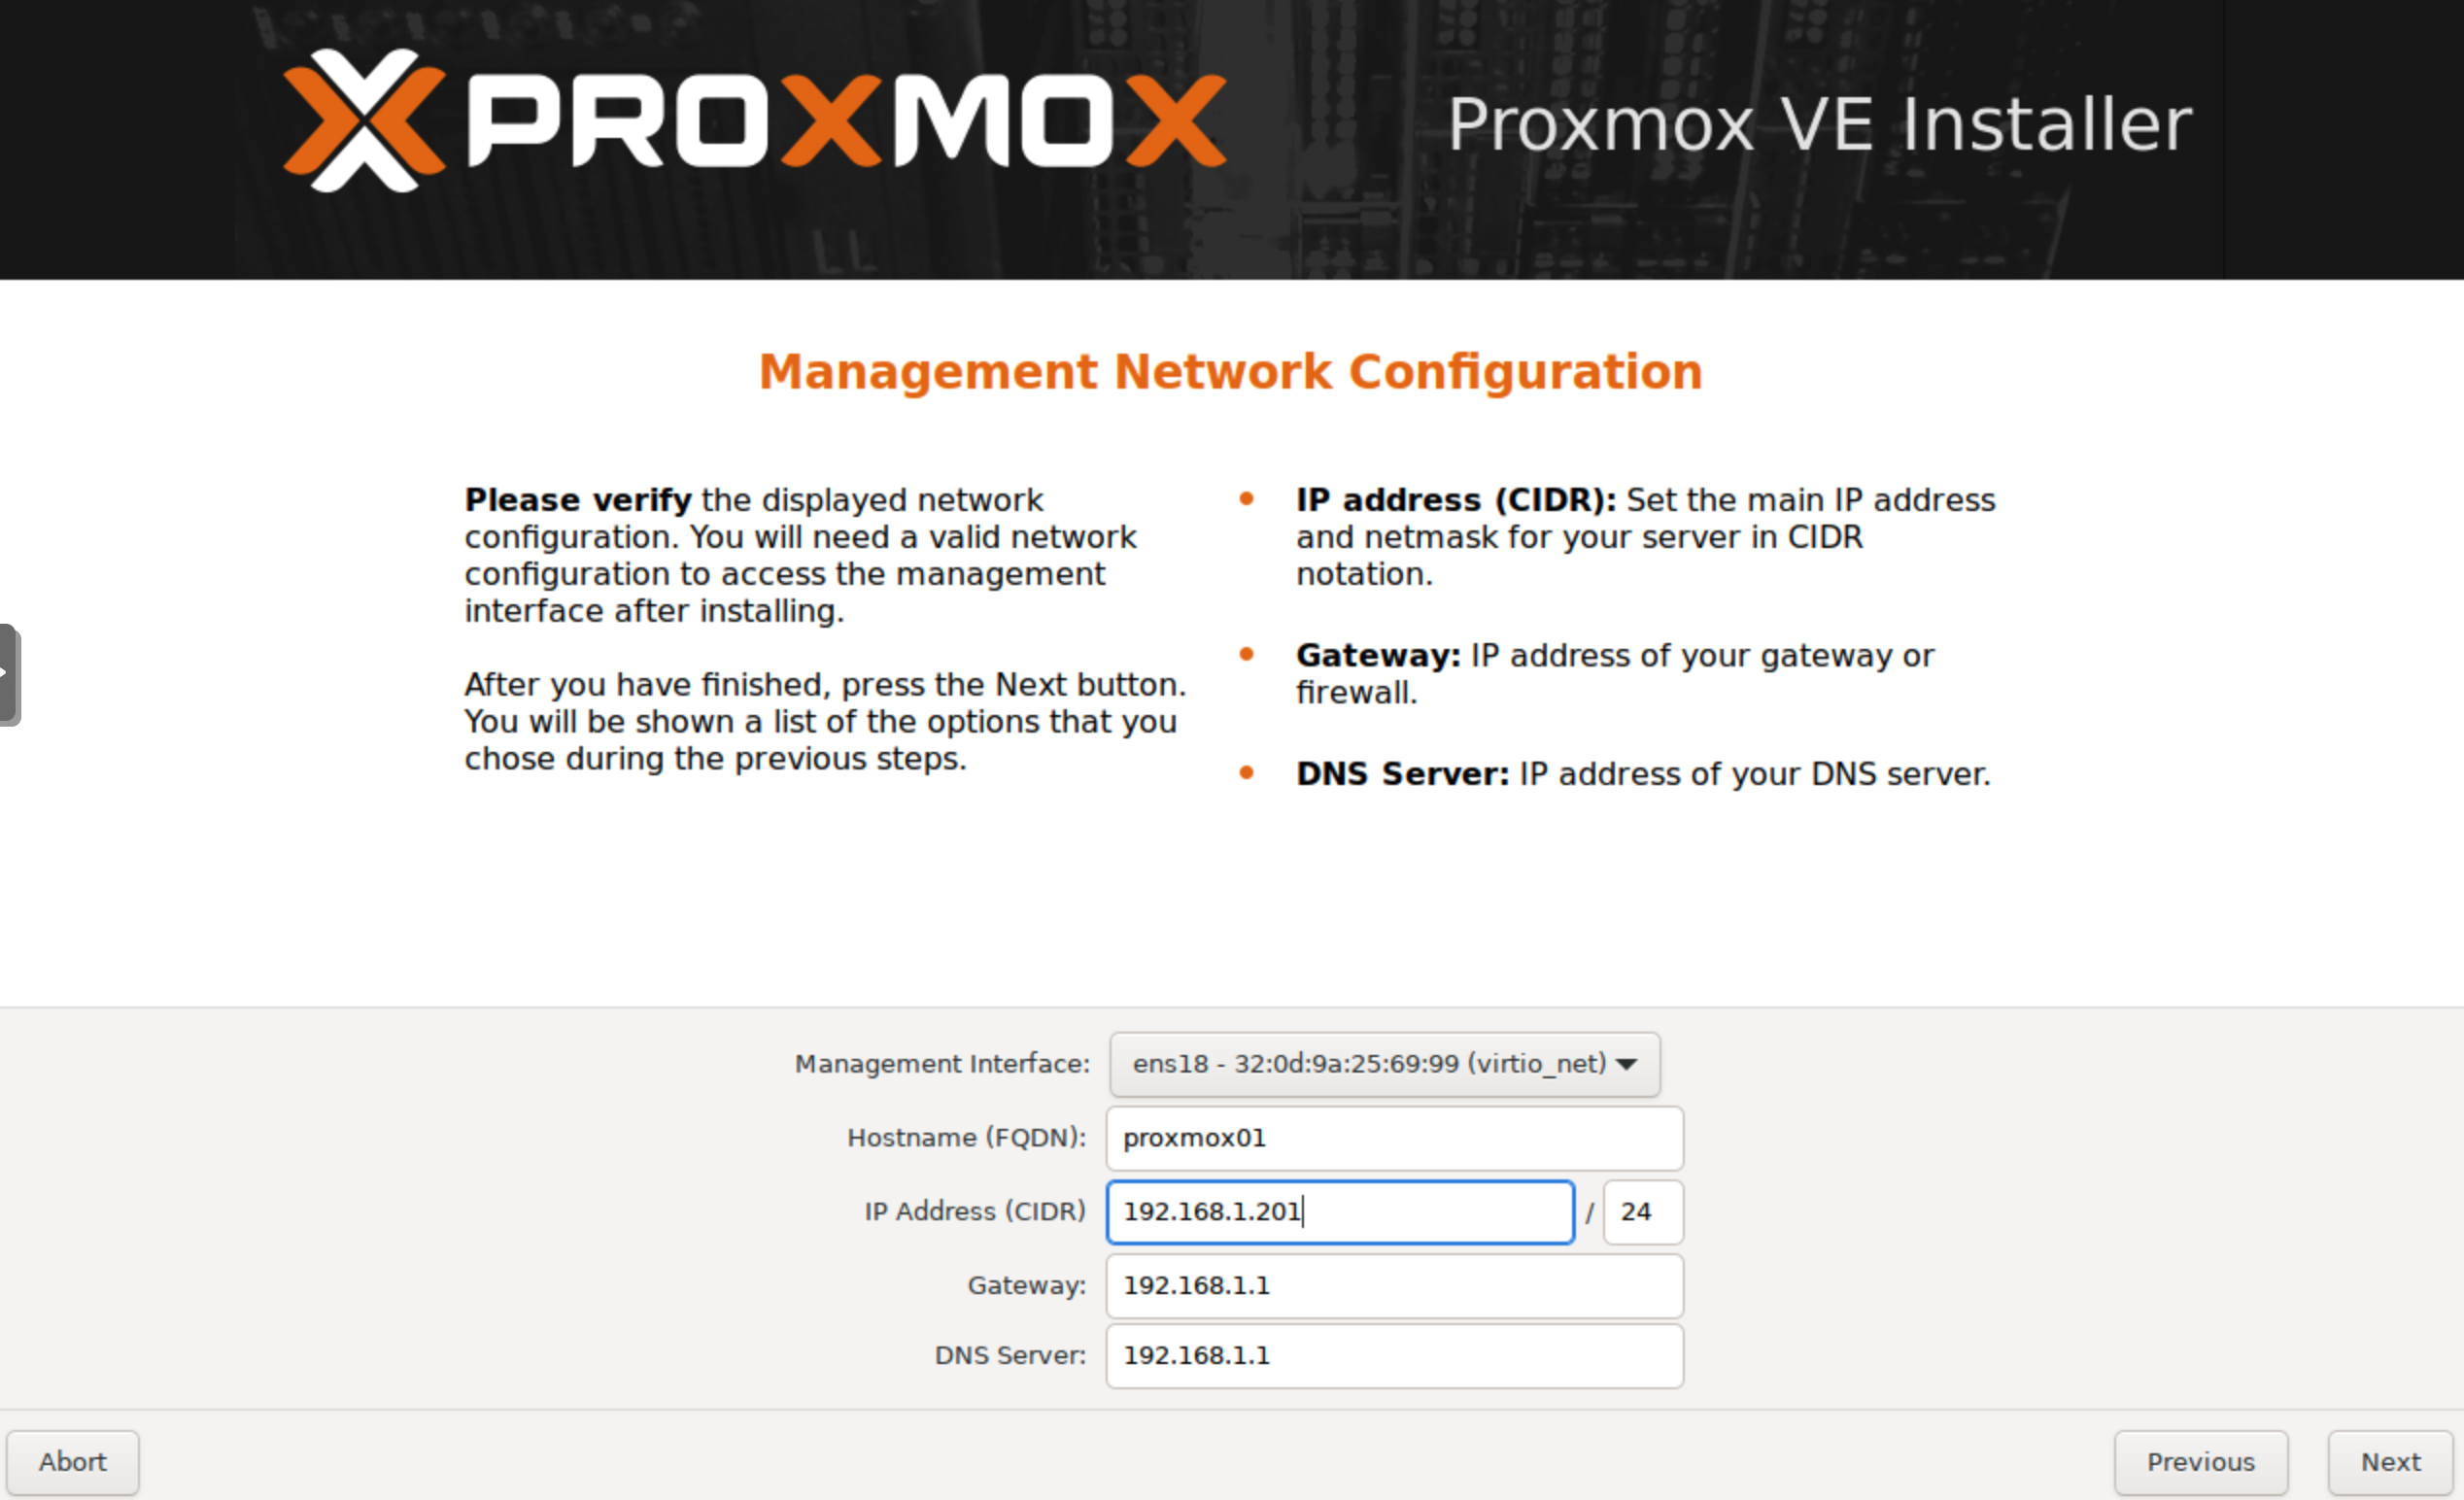 PROXMOX
Proxmox VE Installer
Management Network Configuration
Please verify the displayed network
configuration. You will need a valid network
configuration to access the management
interface after installing.
After you have finished, press the Next button.
You will be shown a list of the options that you
chose during the previous steps.
IP address (CIDR): Set the main IP address
and netmask for your server in CIDR
notation.
Gateway: IP address of your gateway or
firewall.
DNS Server: IP address of your DNS server.
Management Interface: ens18 - 32:0d:9a:25:69:99 (virtio_net)
Hostname (FQDN): proxmox01
IP Address (CIDR) 192.168.1.201 / 24
Gateway: 192.168.1.1
DNS Server: 192.168.1.1
Abort Previous Next